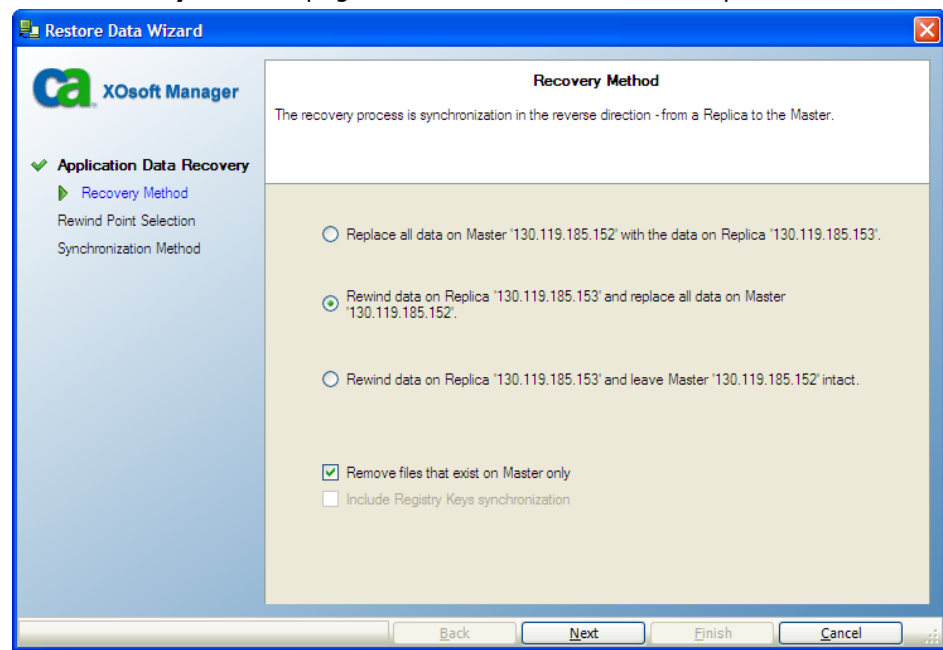 Restore Data Wizard
ca
XOsoft Manager
Application Data Recovery
Recovery Method
Rewind Point Selection
Synchronization Method
Recovery Method
The recovery process is synchronization in the reverse direction - from a Replica to the Master.
Replace all data on Master '130.119.185.152' with the data on Replica '130.119.185.153'.
Rewind data on Replica '130.119.185.153' and replace all data on Master
'130.119.185.152'.
Rewind data on Replica '130.119.185.153' and leave Master '130.119.185.152' intact.
Remove files that exist on Master only
Include Registry Keys synchronization
Back Next Finish Cancel